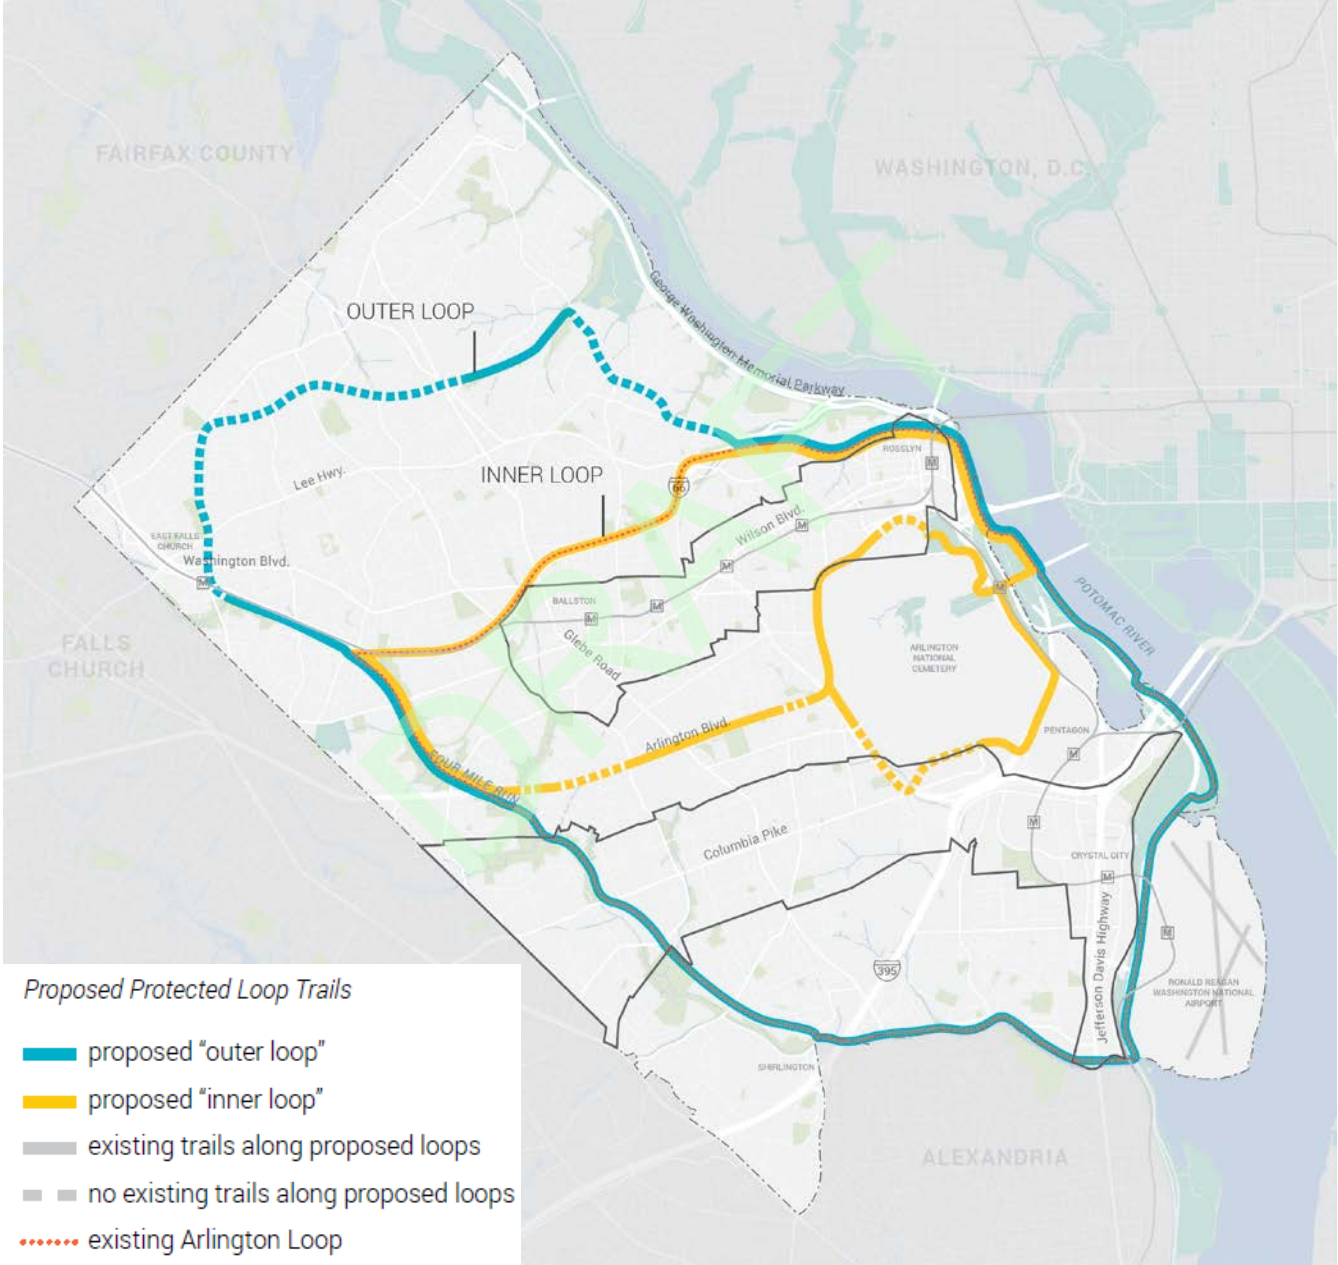 FAIRFAX COUNTY
WASHINGTON, D.C.
George Washington Memorial Parkway
OUTER LOOP
INNER LOOP
ROSSLYN
M
66
Lee Hwy.
Wilson Blvd.
M
EAST FALLS
CHURCH
Washington Blvd.
M
M
BALLSTON
M
M
M
POTOMAC RIVER
Glebe Road
FALLS
CHURCH
ARLINGTON
NATIONAL
CEMETERY
Arlington Blvd.
PENTAGON
M
FOUR MILE RUN
M
Columbia Pike
CRYSTAL CITY
M
Jefferson Davis Highway
M
395
RONALD REAGAN
WASHINGTON NATIONAL
AIRPORT
SHIRLINGTON
ALEXANDRIA
DRAFT
Proposed Protected Loop Trails
proposed “outer loop”
proposed “inner loop”
existing trails along proposed loops
no existing trails along proposed loops
existing Arlington Loop